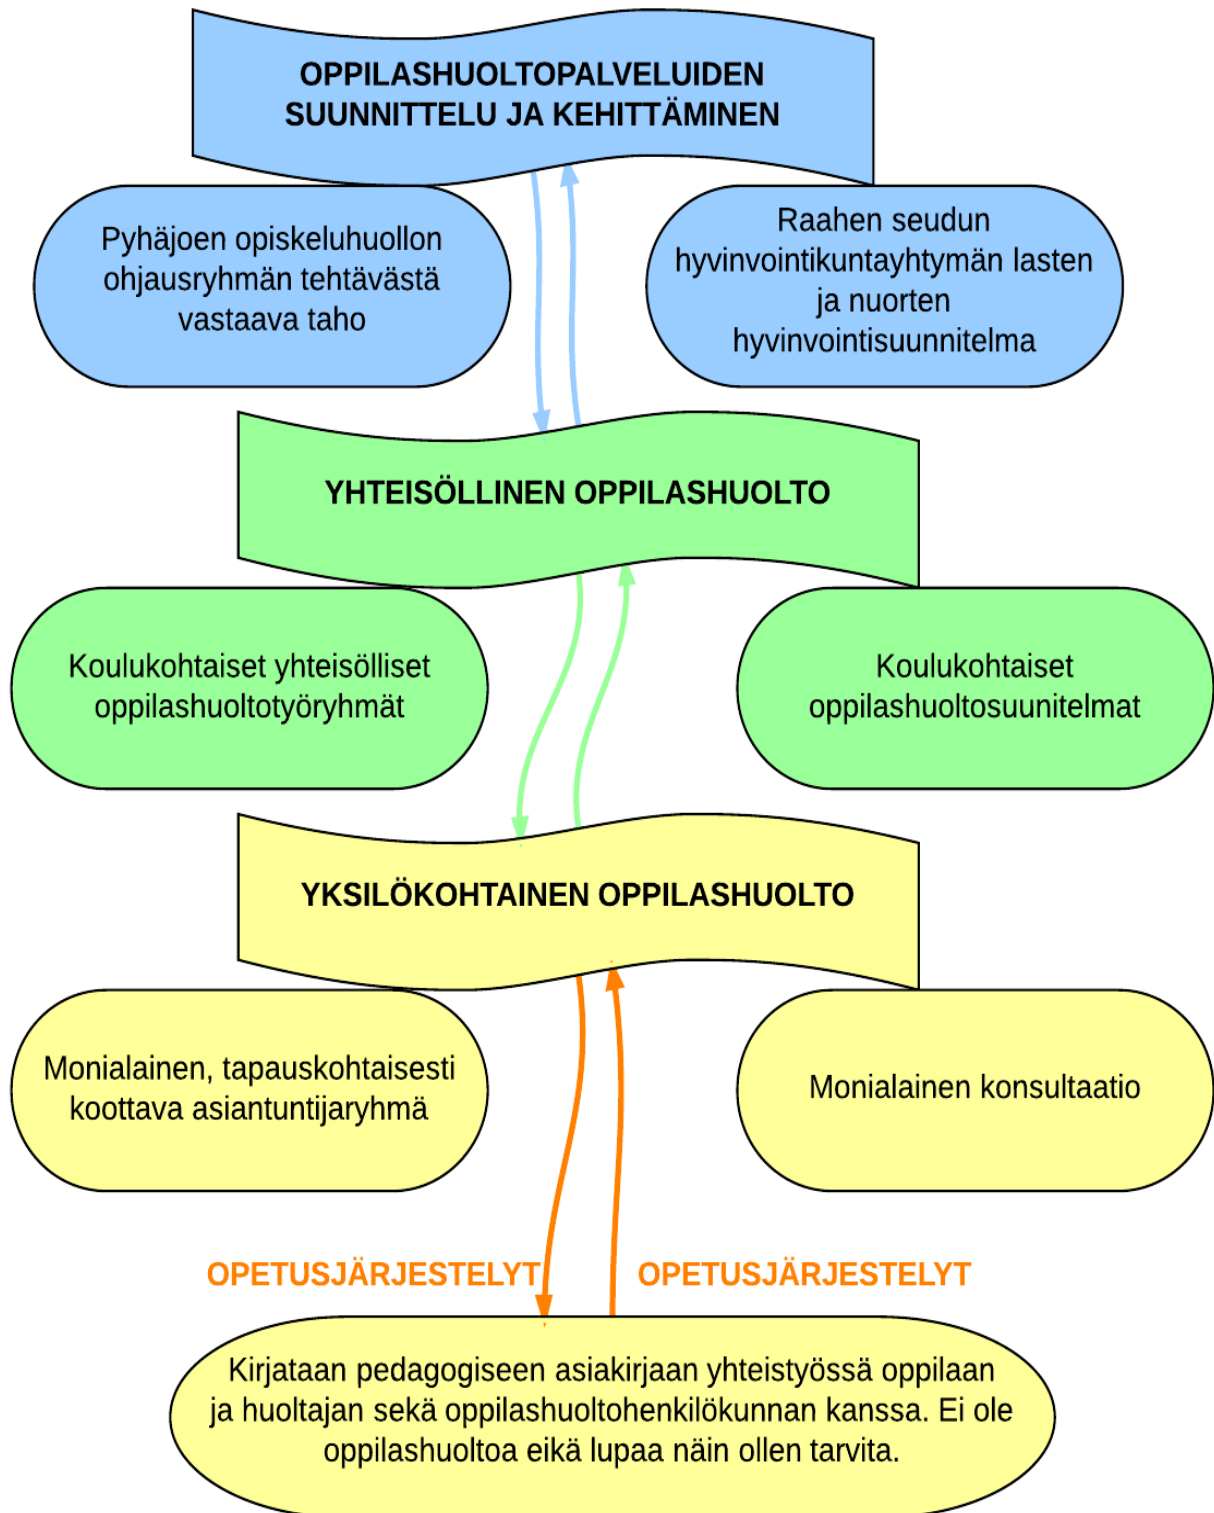 OPPILASHUOLTOPALVELUIDEN
SUUNNITTELU JA KEHITTÄMINEN
Pyhäjoen opiskeluhuollon
ohjausryhmän tehtävästä
vastaava taho
Raahen seudun
hyvinvointikuntayhtymän lasten
ja nuorten
hyvinvointisuunnitelma
YHTEISÖLLINEN OPPILASHUOLTO
Koulukohtaiset yhteisölliset
oppilashuoltotyöryhmät
Koulukohtaiset
oppilashuoltosuunitelmat
YKSILÖKOHTAINEN OPPILASHUOLTO
Monialainen, tapauskohtaisesti
koottava asiantuntijaryhmä
Monialainen konsultaatio
OPETUSJÄRJESTELYT
OPETUSJÄRJESTELYT
Kirjataan pedagogiseen asiakirjaan yhteistyössä oppilaan
ja huoltajan sekä oppilashuoltohenkilökunnan kanssa. Ei ole
oppilashuoltoa eikä lupaa näin ollen tarvita.